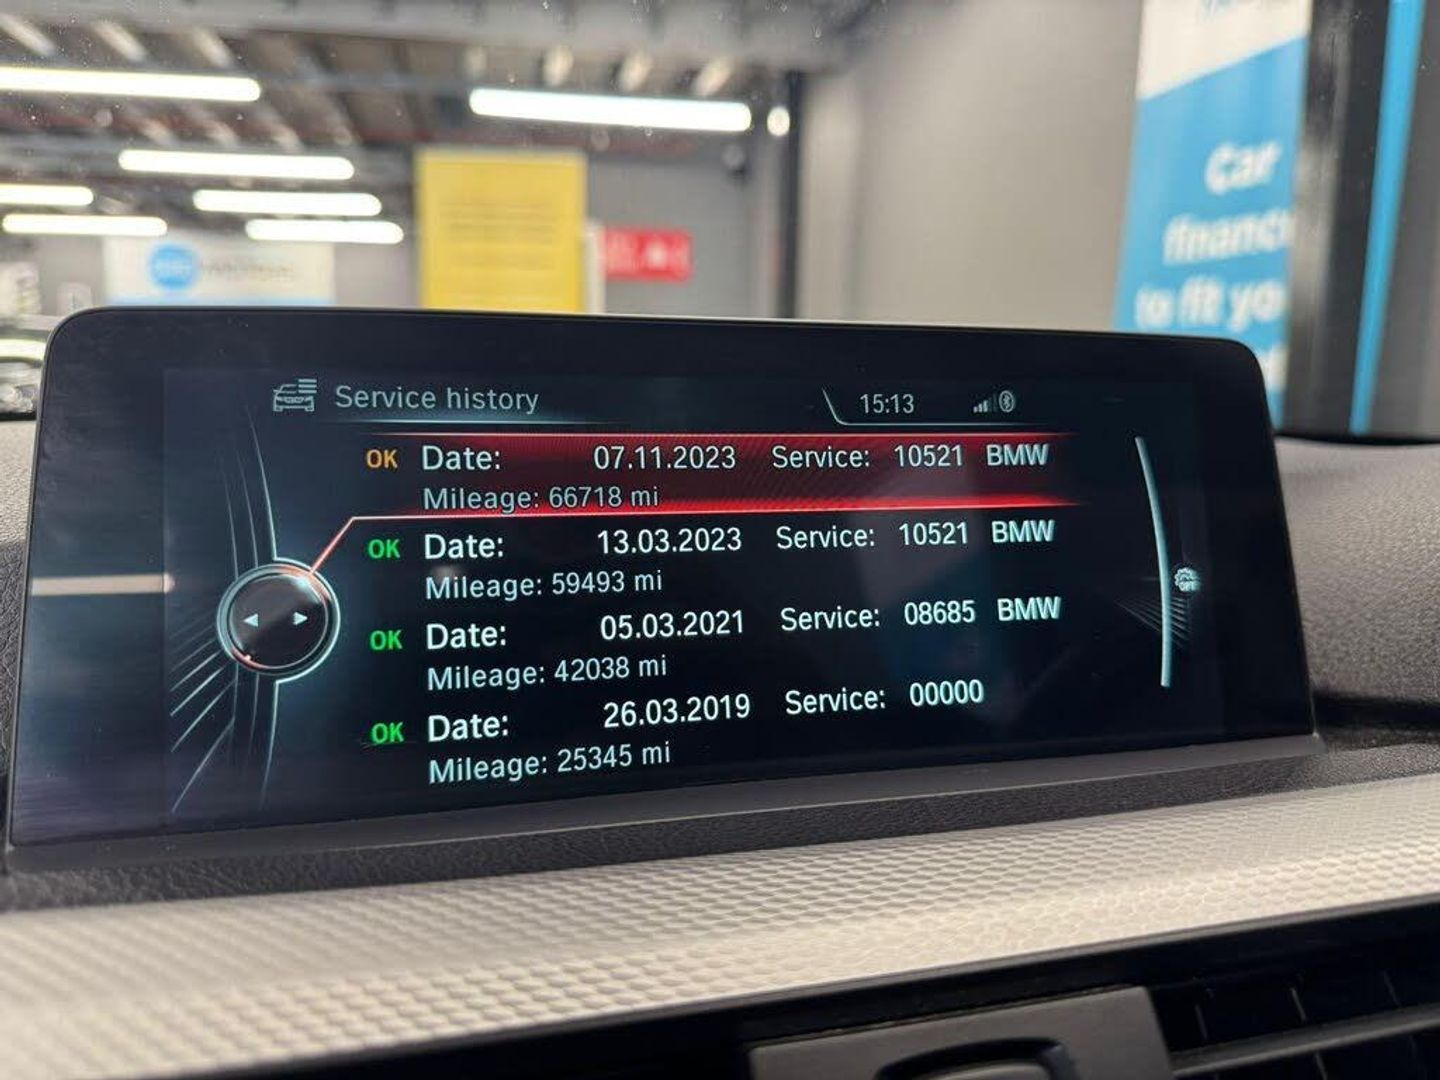 Car
finance
to fit yo
Service history
15:13
OK Date: 07.11.2023 Service: 10521 BMW
Mileage: 66718 mi
OK Date: 13.03.2023 Service: 10521 BMW
Mileage: 59493 mi
OK Date: 05.03.2021 Service: 08685 BMW
Mileage: 42038 mi
OK Date: 26.03.2019 Service: 00000
Mileage: 25345 mi
OFF